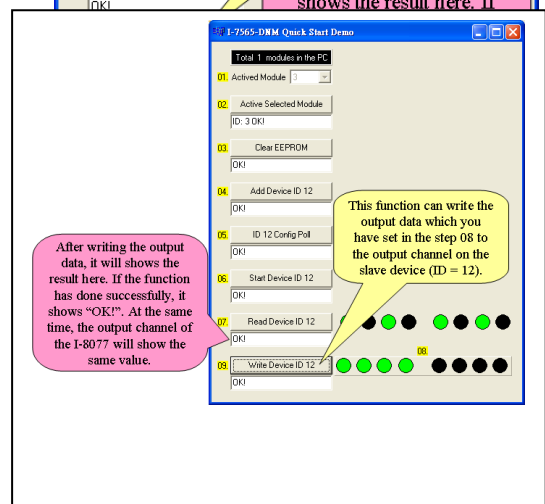 OK!
shows the result here. If
I-7565-DNM Quick Start Demo
Total 1 modules in the PC
01. Actived Module 3
02. Active Selected Module
ID: 3 OK!
03. Clear EEPROM
OK!
04. Add Device ID 12
OK!
05. ID 12 Config Poll
OK!
06. Start Device ID 12
OK!
07. Read Device ID 12
OK!
08.
09. Write Device ID 12
OK!
This function can write the
output data which you
have set in the step 08 to
the output channel on the
slave device (ID = 12).
After writing the output
data, it will shows the
result here. If the function
has done successfully, it
shows “OK!”. At the same
time, the output channel of
the I-8077 will show the
same value.